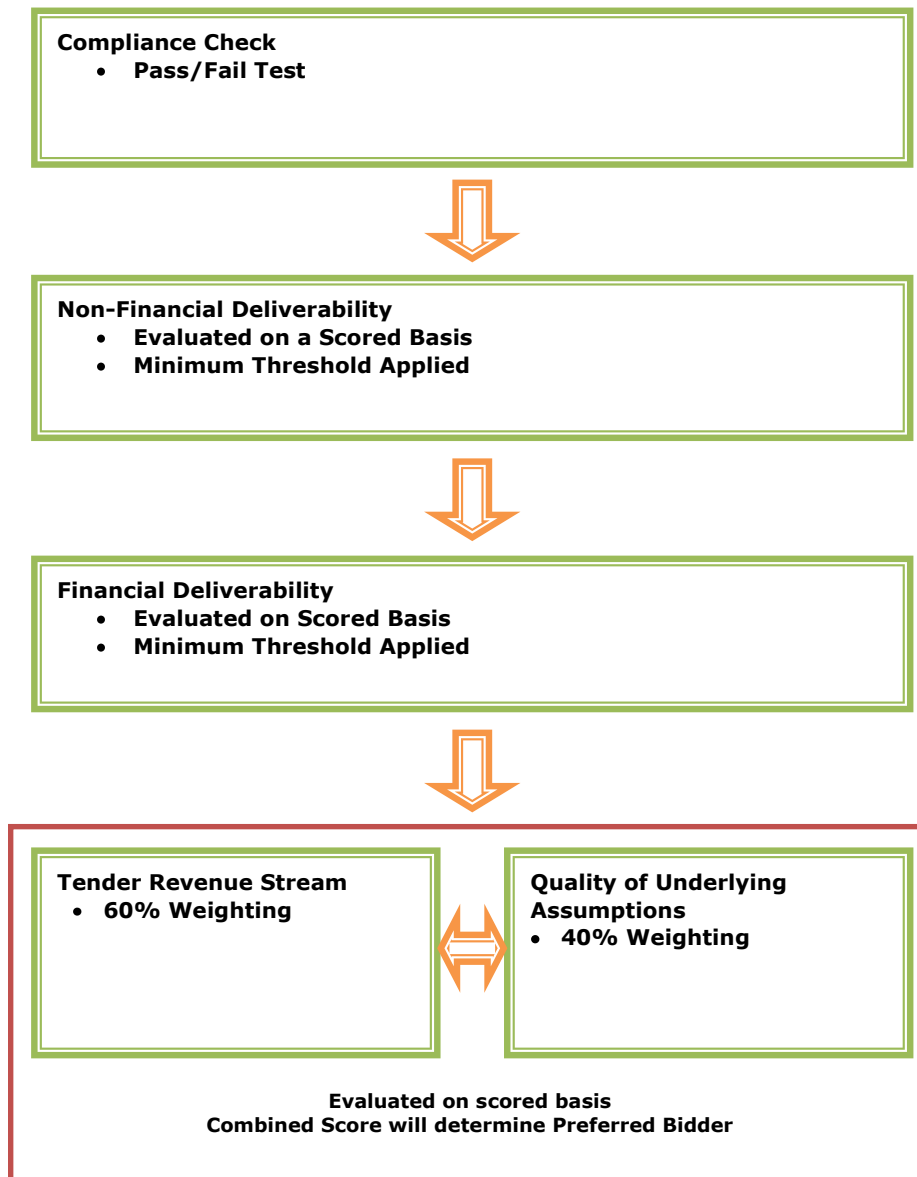 Compliance Check
• Pass/Fail Test
Non-Financial Deliverability
• Evaluated on a Scored Basis
• Minimum Threshold Applied
Financial Deliverability
• Evaluated on Scored Basis
• Minimum Threshold Applied
Tender Revenue Stream
• 60% Weighting
Quality of Underlying
Assumptions
• 40% Weighting
Evaluated on scored basis
Combined Score will determine Preferred Bidder